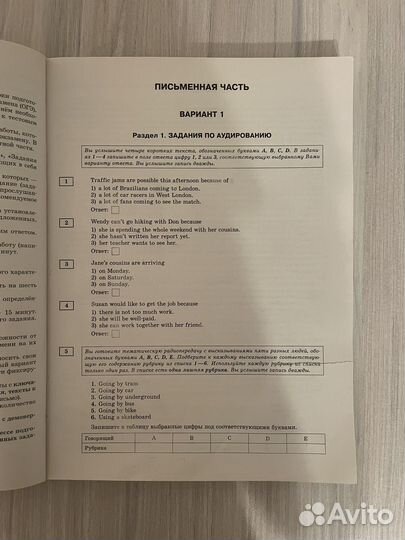 ПИСЬМЕННАЯ ЧАСТЬ
ВАРИАНТ 1
Раздел 1. ЗАДАНИЯ ПО АУДИРОВАНИЮ
Вы услышите четыре коротких текста, обозначенных буквами A, B, C, D. В задани-
ях 1—4 запишите в поле ответа цифру 1, 2 или 3, соответствующую выбранному Вами
варианту ответа. Вы услышите запись дважды.
1 Traffic jams are possible this afternoon because of
1) a lot of Brazilians coming to London.
2) a lot of car racers in West London.
3) a lot of fans coming to see the match.
Ответ:
2 Wendy can't go hiking with Don because
1) she is spending the whole weekend with her cousins.
2) she hasn't written her report yet.
3) her teacher wants to see her.
Ответ:
3 Jane's cousins are arriving
1) on Monday.
2) on Saturday.
3) on Sunday.
Ответ:
4 Susan would like to get the job because
1) there is not too much work.
2) she will be well-paid.
3) she can work together with her friend.
Ответ:
5 Вы готовите тематическую радиопередачу с высказываниями пяти разных людей, обо-
значенных буквами A, B, C, D, E. Подберите к каждому высказыванию соответству-
ющую его содержанию рубрику из списка 1—6. Используйте каждую рубрику из списка
только один раз. В списке есть одна лишняя рубрика. Вы услышите запись дважды.
1. Going by train
2. Going by car
3. Going by underground
4. Going by bus
5. Going by bike
6. Using a skateboard
Запишите в таблицу выбранные цифры под соответствующими буквами.
Говорящий A B C D E
Рубрика
Avito